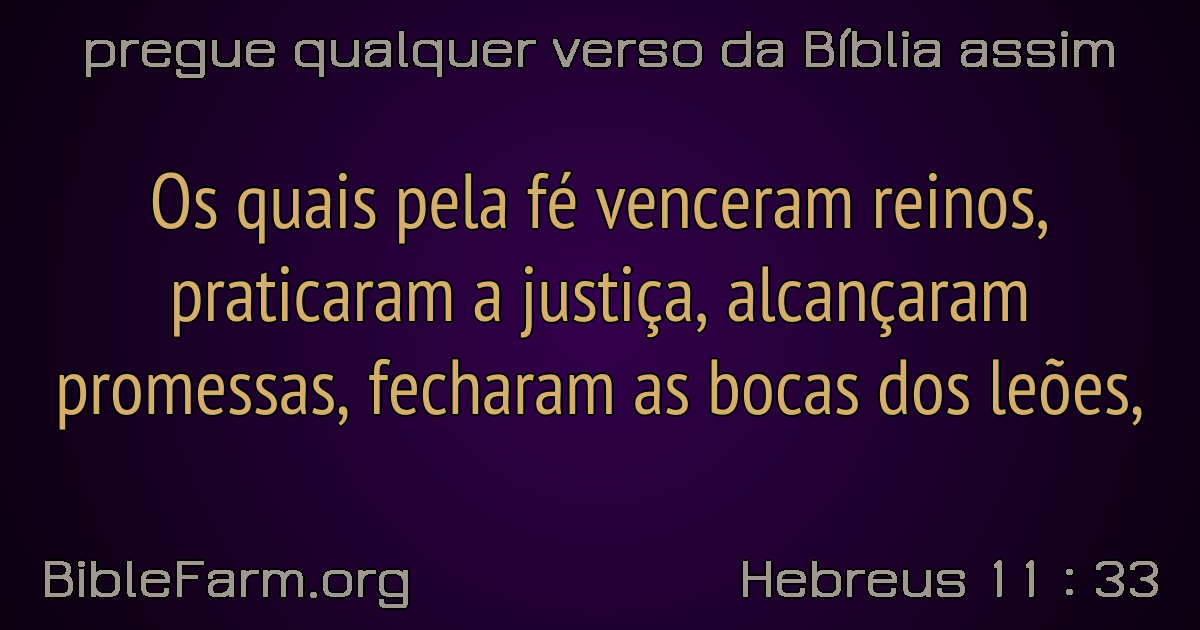 pregue qualquer verso da Bíblia assim
Os quais pela fé venceram reinos,
praticaram a justiça, alcançaram
promessas, fecharam as bocas dos leões,
BibleFarm.org
Hebreus 11 : 33